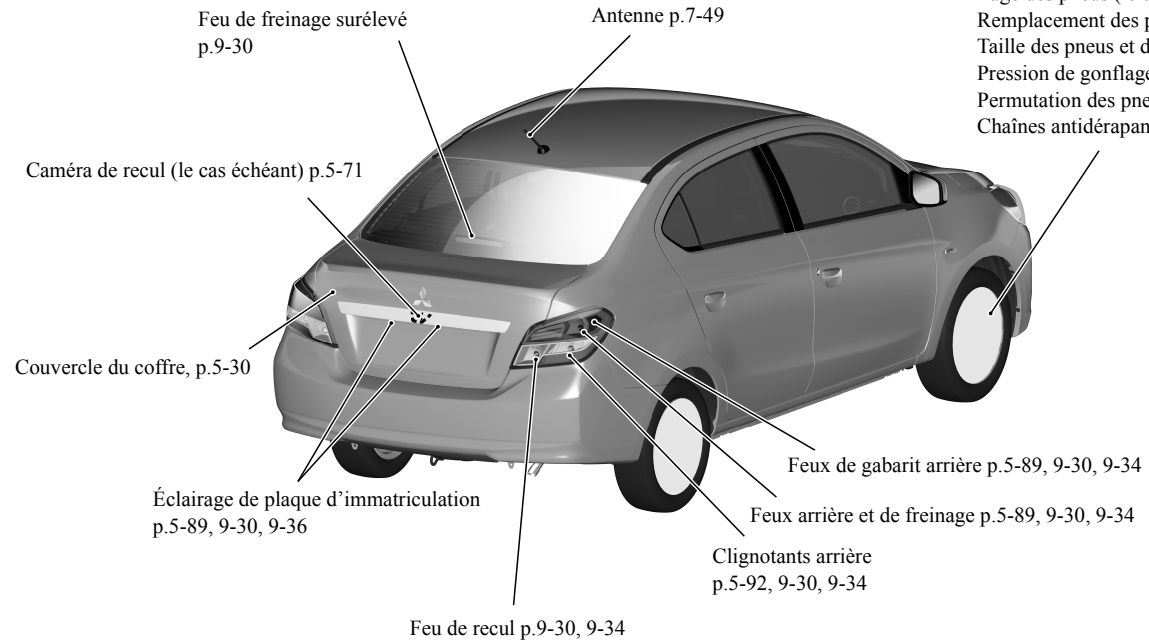 Feu de freinage surélevé
p.9-30
Antenne p.7-49
Remplacement des
Taille des pneus et
Pression de gonflage
Permutation des
Chaînes
Caméra de recul (le cas échéant) p.5-71
Couvercle du coffre, p.5-30
Éclairage de plaque d’immatriculation
p.5-89, 9-30, 9-36
Feux de gabarit arrière p.5-89, 9-30, 9-34
Feux arrière et de freinage p.5-89, 9-30, 9-34
Clignotants arrière
p.5-92, 9-30, 9-34
Feu de recul p.9-30, 9-34